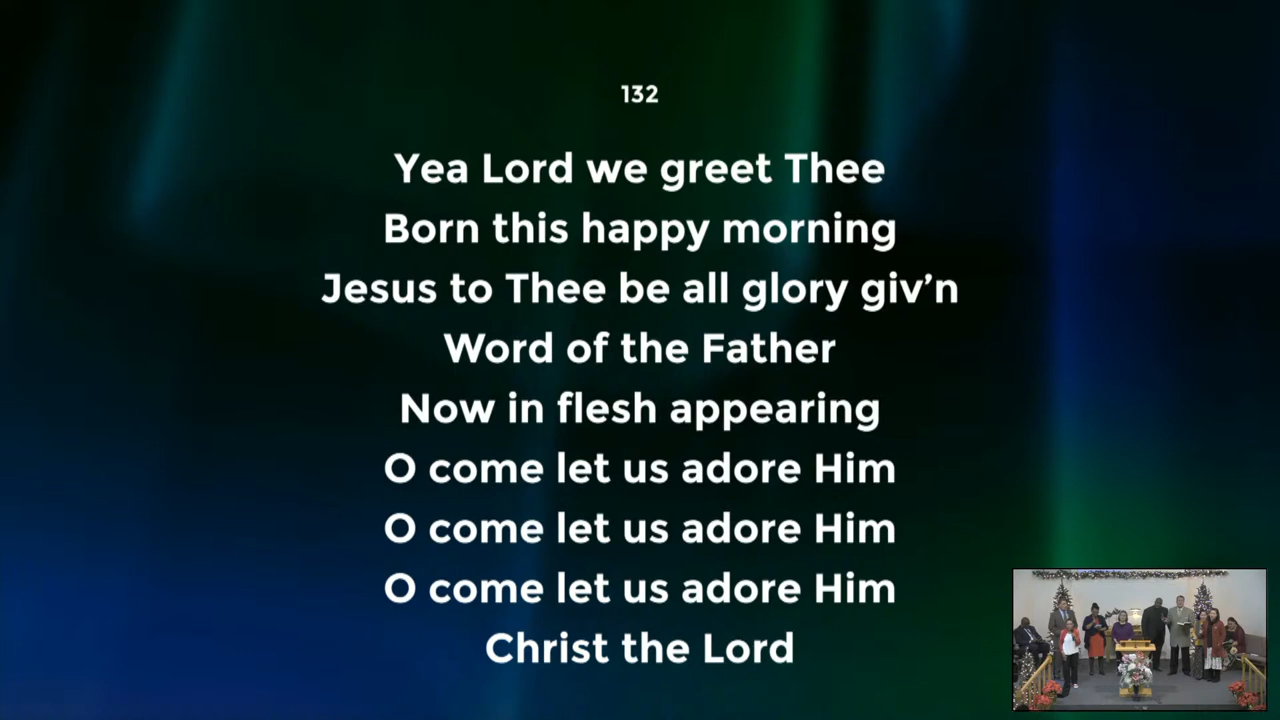 132
Yea Lord we greet Thee
Born this happy morning
Jesus to Thee be all glory giv’n
Word of the Father
Now in flesh appearing
O come let us adore Him
O come let us adore Him
O come let us adore Him
Christ the Lord